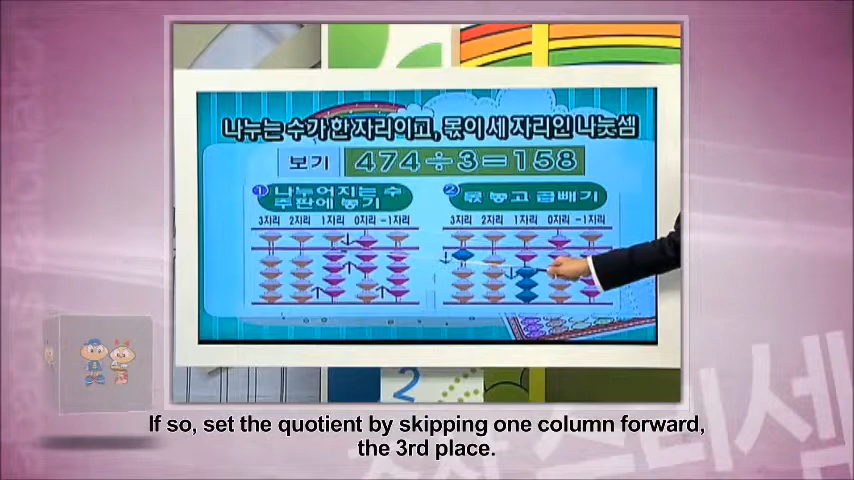 나누는 수가 한 자리이고, 몫이 세 자리인 나눗셈
보기 474÷3=158
① 나누어지는 수
주판에 놓기
② 몫 놓고 곱빼기
3자리 2자리 1자리 0자리 -1자리
3자리 2자리 1자리 0자리 -1자리
2
If so, set the quotient by skipping one column forward,
the 3rd place.